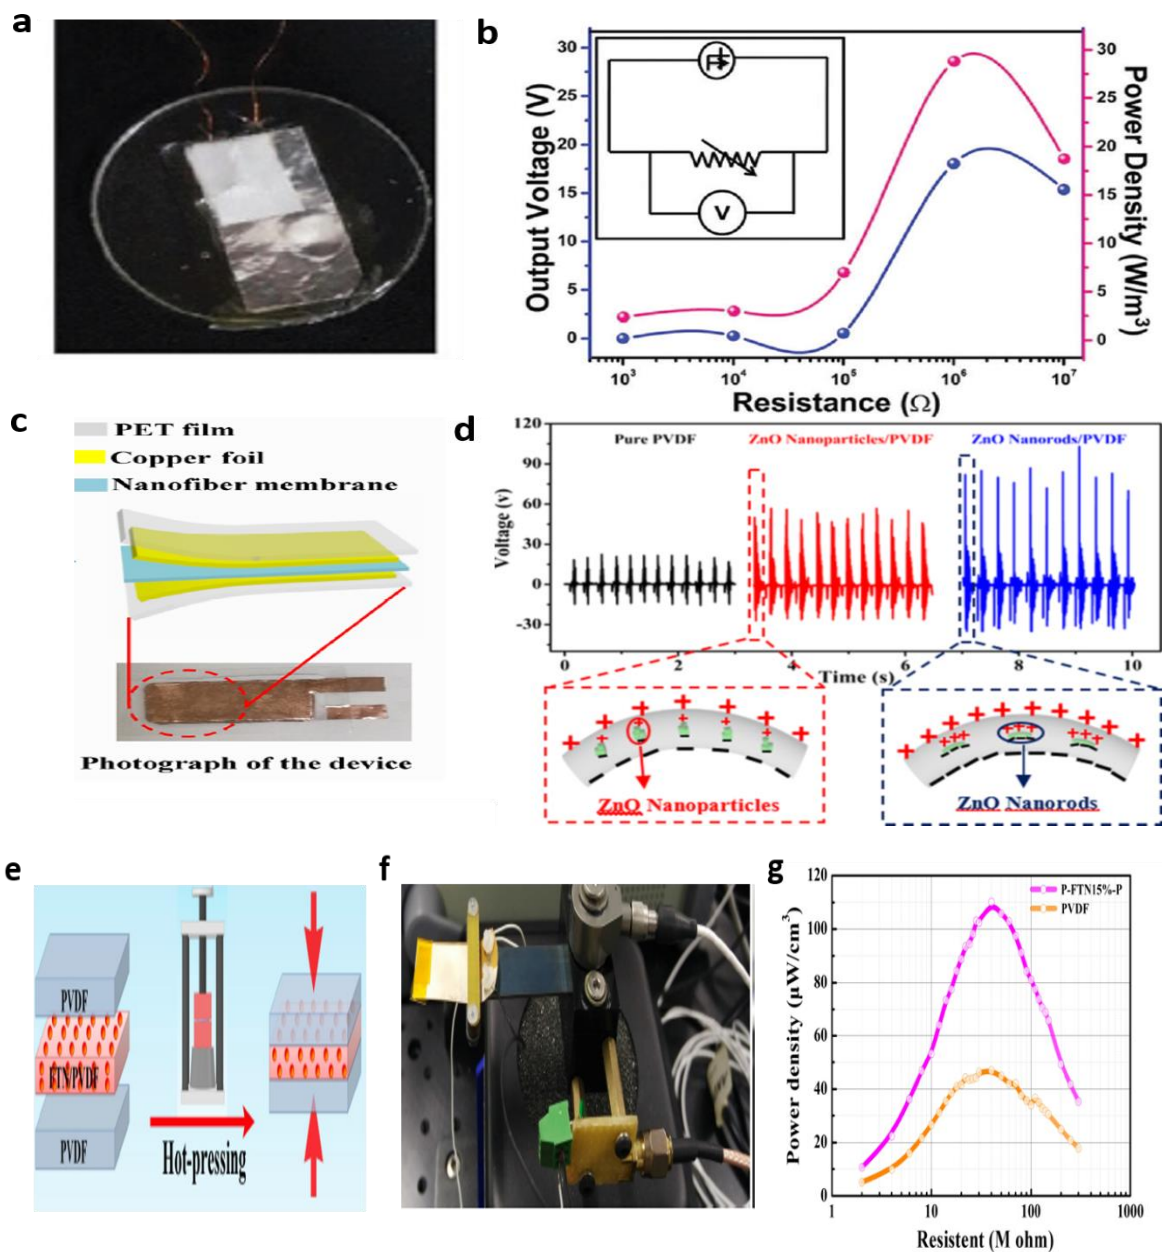 a
b
Output Voltage (V)
30
25
20
15
10
5
0
V
30
25
20
15
10
5
0
Power Density (W/m³)
10³
10⁴
10⁵
10⁶
10⁷
Resistance (Ω)
c
PET film
Copper foil
Nanofiber membrane
Photograph of the device
d
Voltage (v)
120
90
60
30
0
-30
Pure PVDF
ZnO Nanoparticles/PVDF
ZnO Nanorods/PVDF
0
2
4
6
8
10
Time (s)
ZnO Nanoparticles
ZnO Nanorods
e
PVDF
FTN/PVDF
PVDF
Hot-pressing
f
g
Power density (µW/cm³)
120
100
80
60
40
20
0
P-FTN15%-P
PVDF
1
10
100
1000
Resistent (M ohm)